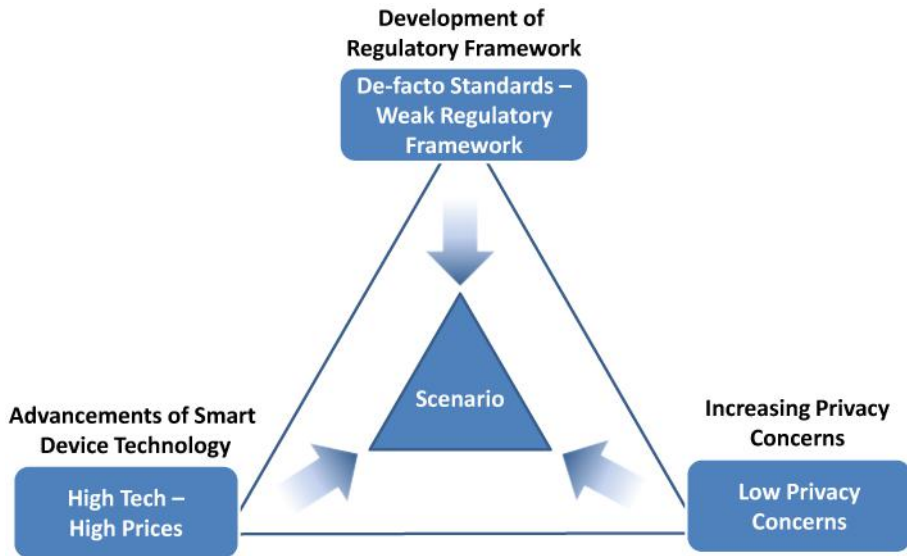 Development of
Regulatory Framework
De-facto Standards –
Weak Regulatory
Framework
Scenario
Advancements of Smart
Device Technology
High Tech –
High Prices
Increasing Privacy
Concerns
Low Privacy
Concerns